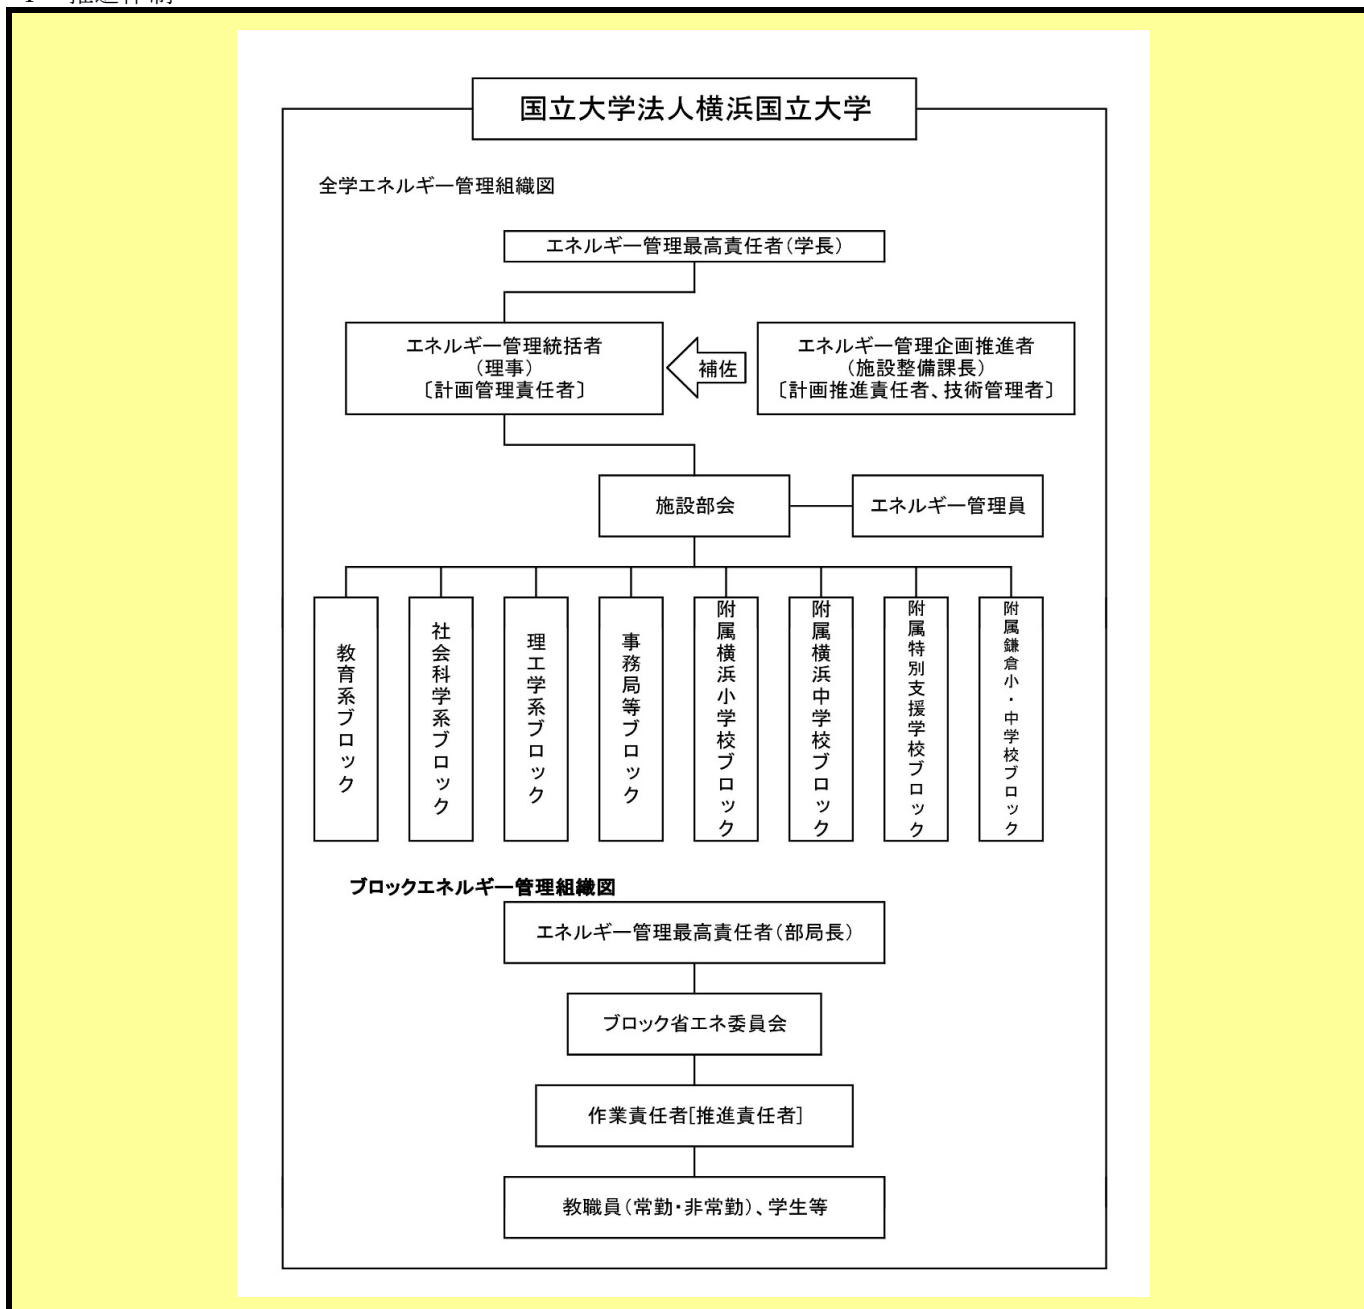 国立大学法人横浜国立大学
全学エネルギー管理組織図
エネルギー管理最高責任者(学長)
エネルギー管理統括者
(理事)
〔計画管理責任者〕
補佐
エネルギー管理企画推進者
(施設整備課長)
〔計画推進責任者、技術管理者〕
施設部会
エネルギー管理員
教育系ブロック
社会科学系ブロック
理工学系ブロック
事務局等ブロック
附属横浜小学校ブロック
附属横浜中学校ブロック
附属特別支援学校ブロック
附属鎌倉小・中学校ブロック
ブロックエネルギー管理組織図
エネルギー管理最高責任者(部局長)
ブロック省エネ委員会
作業責任者[推進責任者]
教職員(常勤・非常勤)、学生等